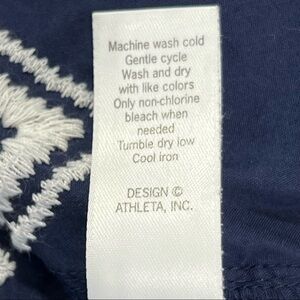 Machine wash cold
Gentle cycle
Wash and dry
with like colors
Only non-chlorine
bleach when
needed
Tumble dry low
Cool iron
DESIGN ©
ATHLETA, INC.